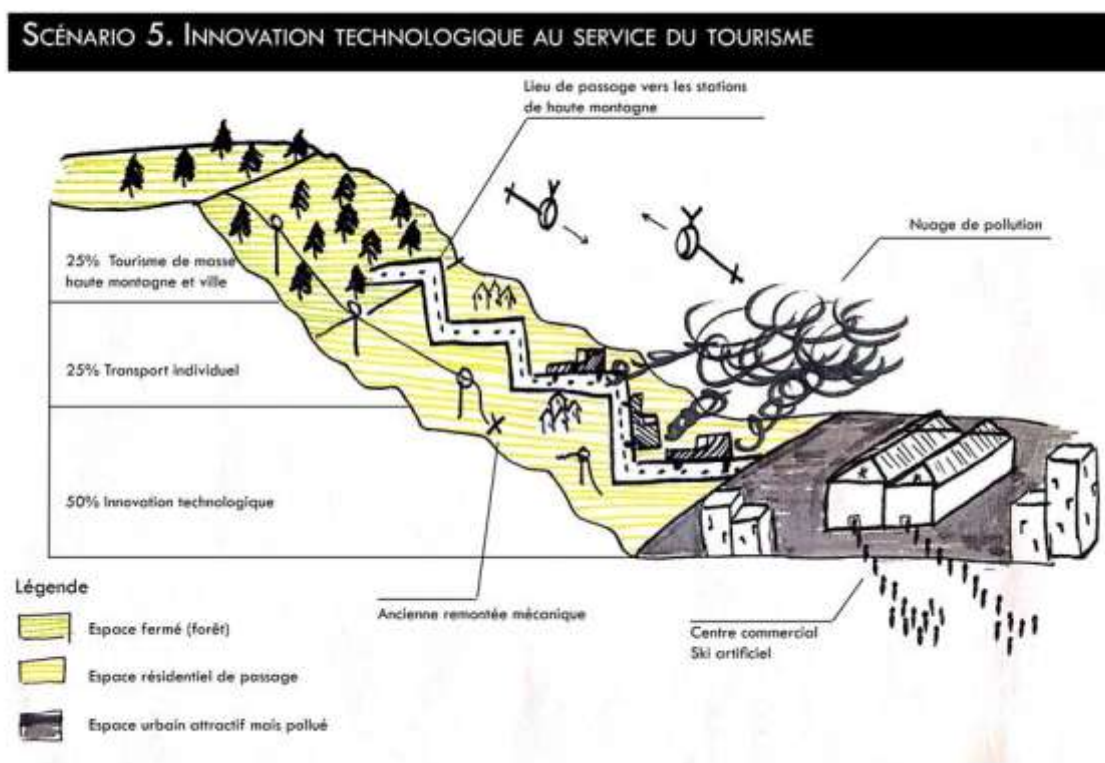 SCÉNARIO 5. INNOVATION TECHNOLOGIQUE AU SERVICE DU TOURISME
Lieu de passage vers les stations
de haute montagne
Nuage de pollution
25% Tourisme de masse
haute montagne et ville
25% Transport individuel
50% Innovation technologique
Ancienne remontée mécanique
Centre commercial
Ski artificiel
Légende
Espace fermé (forêt)
Espace résidentiel de passage
Espace urbain attractif mais pollué